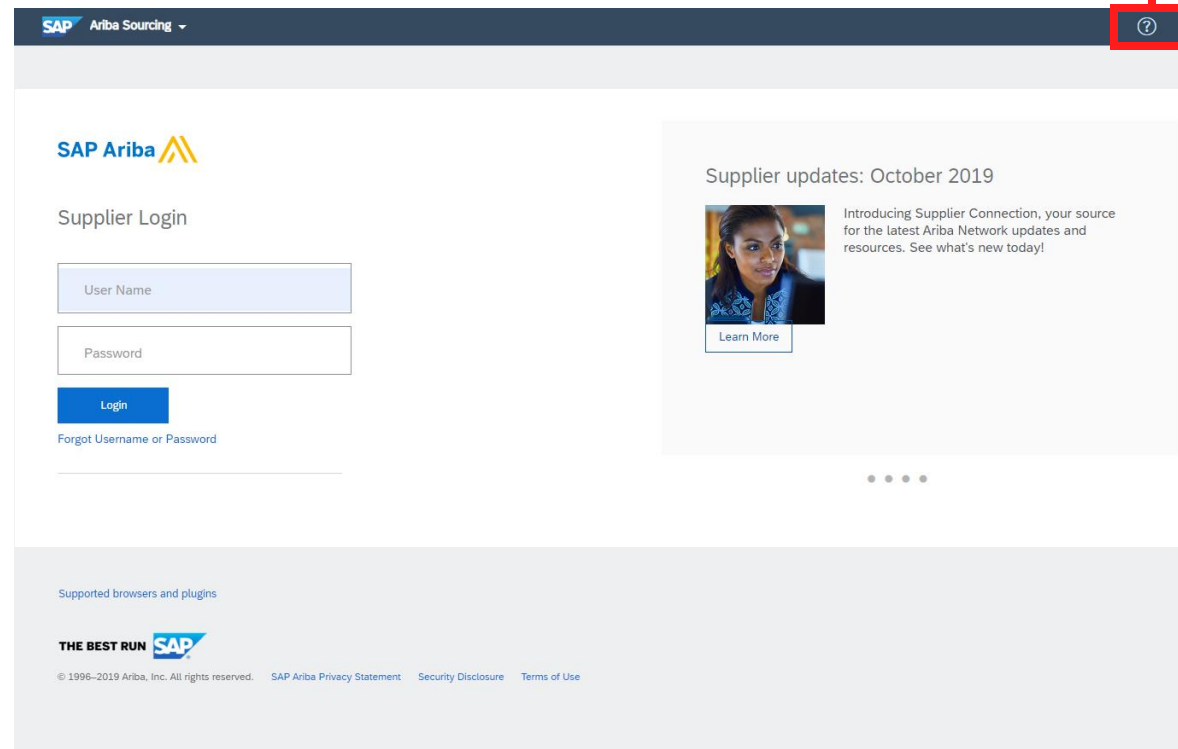 SAP Ariba Sourcing
?
SAP Ariba
Supplier Login
User Name
Password
Login
Forgot Username or Password
Supplier updates: October 2019
Introducing Supplier Connection, your source
for the latest Ariba Network updates and
resources. See what's new today!
Learn More
Supported browsers and plugins
THE BEST RUN SAP
© 1996–2019 Ariba, Inc. All rights reserved. SAP Ariba Privacy Statement Security Disclosure Terms of Use